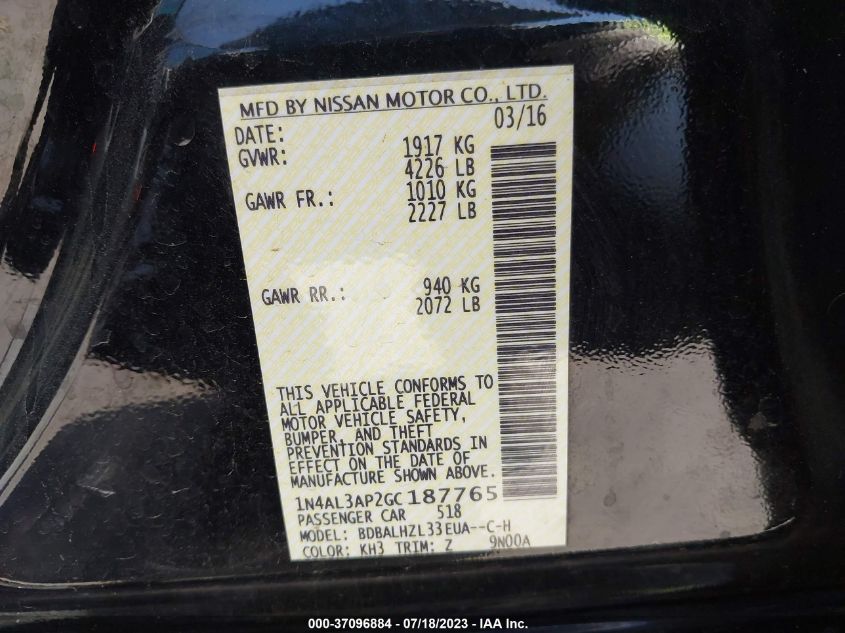 MFD BY NISSAN MOTOR CO., LTD.
DATE: 03/16
GVWR: 1917 KG
4226 LB
GAWR FR.: 1010 KG
2227 LB
GAWR RR.: 940 KG
2072 LB
THIS VEHICLE CONFORMS TO
ALL APPLICABLE FEDERAL
MOTOR VEHICLE SAFETY,
BUMPER, AND THEFT
PREVENTION STANDARDS IN
EFFECT ON THE DATE OF
MANUFACTURE SHOWN ABOVE.
1N4AL3AP2GC187765
PASSENGER CAR 518
MODEL: BDBALHZL33EUA--C-H
COLOR: KH3 TRIM: Z 9N00A
000-37096884 - 07/18/2023 - IAA Inc.